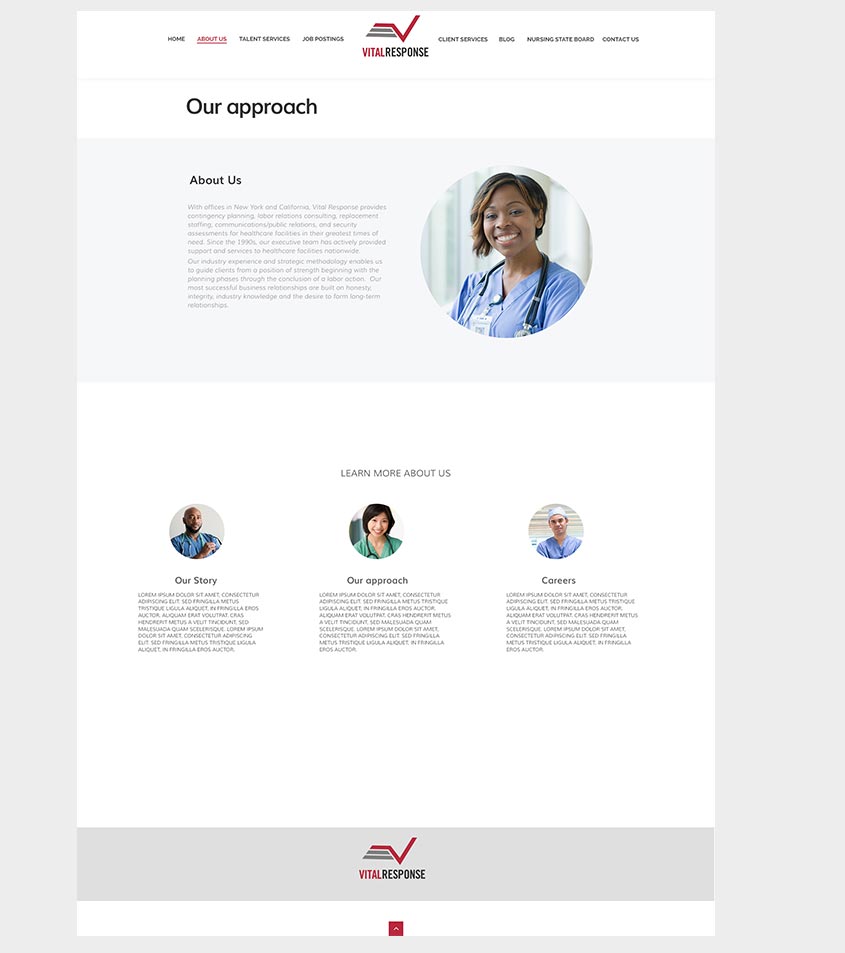 HOME ABOUT US TALENT SERVICES JOB POSTINGS VITALRESPONSE CLIENT SERVICES BLOG NURSING STATE BOARD CONTACT US
Our approach
About Us
With offices in New York and California, Vital Response provides
contingency planning, labor relations consulting, replacement
staffing, communications/public relations, and security
assessments for healthcare facilities in their greatest times of
need. Since the 1990s, our executive team has actively provided
support and services to healthcare facilities nationwide.
Our industry experience and strategic methodology enables us
to guide clients from a position of strength beginning with the
planning phases through the conclusion of a labor action. Our
most successful business relationships are built on honesty,
integrity, industry knowledge and the desire to form long-term
relationships.
LEARN MORE ABOUT US
Our Story
LOREM IPSUM DOLOR SIT AMET, CONSECTETUR
ADIPISCING ELIT. SED FRINGILLA METUS
TRISTIQUE LIGULA ALIQUET, IN FRINGILLA EROS
AUCTOR. ALIQUAM ERAT VOLUTPAT. CRAS
HENDRERIT METUS A VELIT TINCIDUNT, SED
MALESUADA QUAM SCELERISQUE. LOREM IPSUM
DOLOR SIT AMET, CONSECTETUR ADIPISCING
ELIT. SED FRINGILLA METUS TRISTIQUE LIGULA
ALIQUET, IN FRINGILLA EROS AUCTOR.
Our approach
LOREM IPSUM DOLOR SIT AMET, CONSECTETUR
ADIPISCING ELIT. SED FRINGILLA METUS TRISTIQUE
LIGULA ALIQUET, IN FRINGILLA EROS AUCTOR.
ALIQUAM ERAT VOLUTPAT. CRAS HENDRERIT METUS
A VELIT TINCIDUNT, SED MALESUADA QUAM
SCELERISQUE. LOREM IPSUM DOLOR SIT AMET,
CONSECTETUR ADIPISCING ELIT. SED FRINGILLA
METUS TRISTIQUE LIGULA ALIQUET, IN FRINGILLA
EROS AUCTOR.
Careers
LOREM IPSUM DOLOR SIT AMET, CONSECTETUR
ADIPISCING ELIT. SED FRINGILLA METUS TRISTIQUE
LIGULA ALIQUET, IN FRINGILLA EROS AUCTOR.
ALIQUAM ERAT VOLUTPAT. CRAS HENDRERIT METUS
A VELIT TINCIDUNT, SED MALESUADA QUAM
SCELERISQUE. LOREM IPSUM DOLOR SIT AMET,
CONSECTETUR ADIPISCING ELIT. SED FRINGILLA
METUS TRISTIQUE LIGULA ALIQUET, IN FRINGILLA
EROS AUCTOR.
VITALRESPONSE